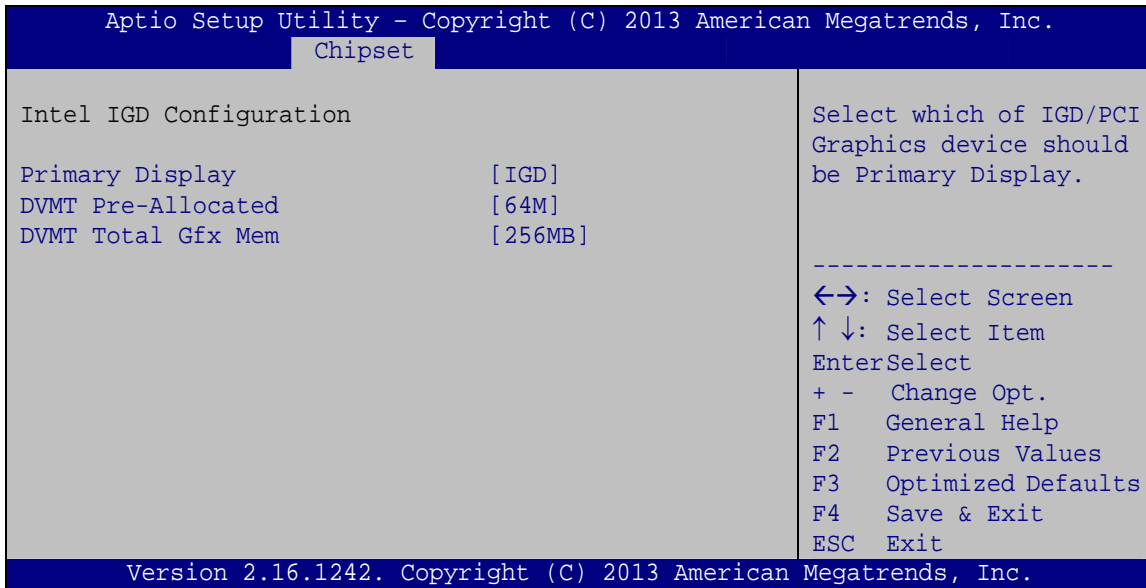 Aptio Setup Utility – Copyright (C) 2013 American Megatrends, Inc.
Chipset
Intel IGD Configuration
Primary Display [IGD]
DVMT Pre-Allocated [64M]
DVMT Total Gfx Mem [256MB]
Select which of IGD/PCI
Graphics device should
be Primary Display.
---------------------
←→: Select Screen
↑ ↓: Select Item
EnterSelect
+ - Change Opt.
F1 General Help
F2 Previous Values
F3 Optimized Defaults
F4 Save & Exit
ESC Exit
Version 2.16.1242. Copyright (C) 2013 American Megatrends, Inc.